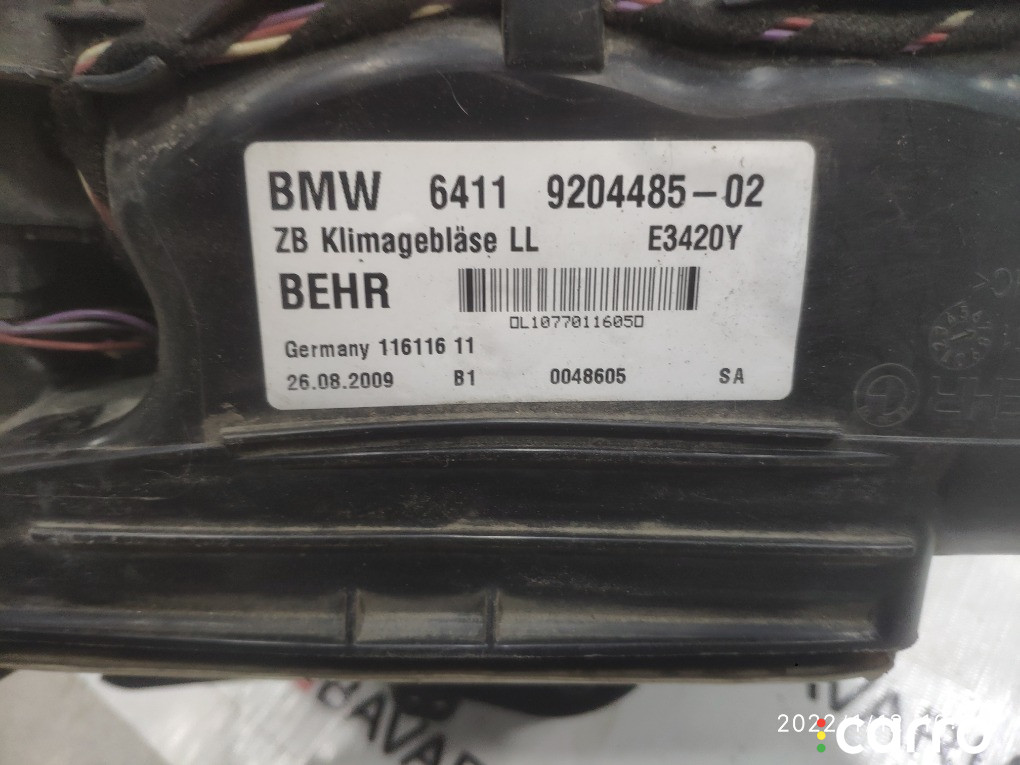 BMW 6411 9204485-02
ZB Klimagebläse LL E3420Y
BEHR
□L1077011605□
Germany 116116 11
26.08.2009 B1 0048605 SA
carro